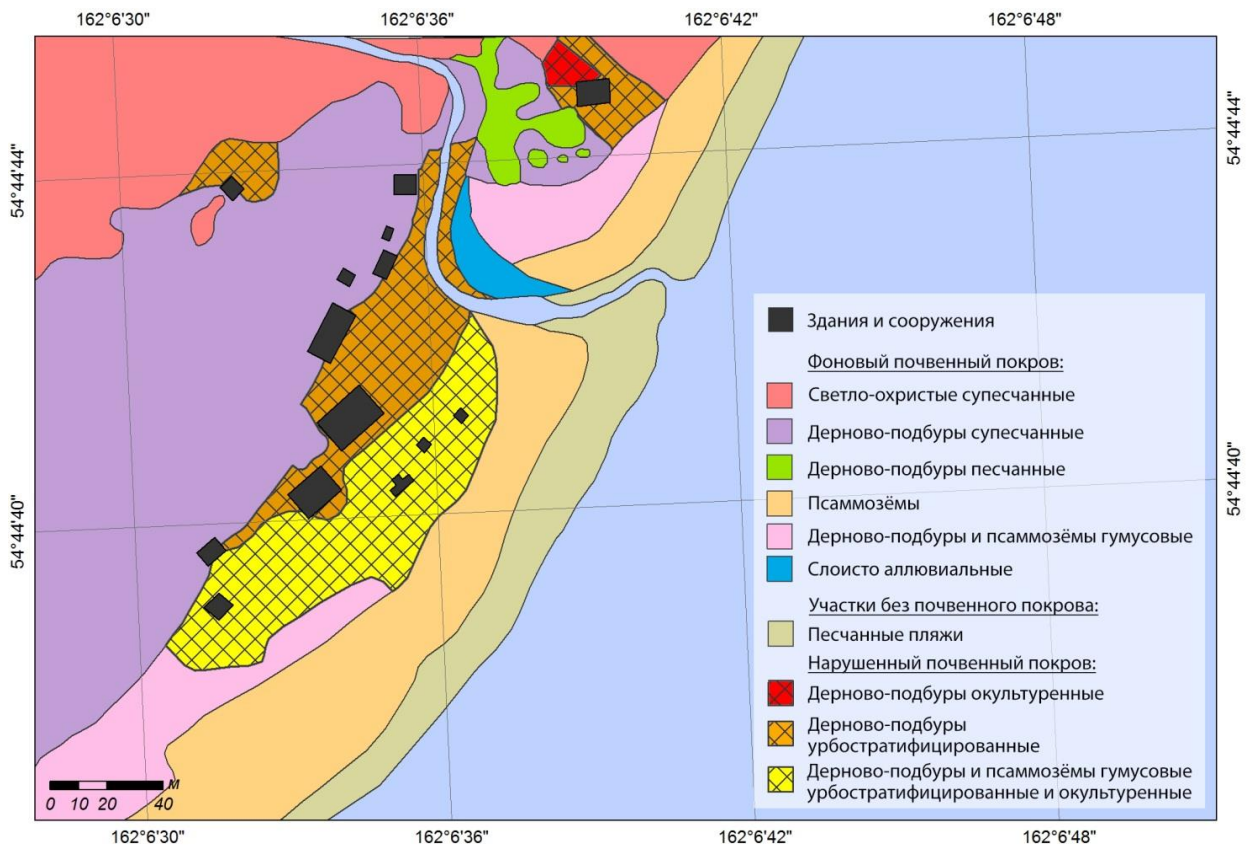 162°6'30" 162°6'36" 162°6'42" 162°6'48"
54°44'44"
54°44'44"
54°44'40"
54°44'40"
Здания и сооружения
Фоновый почвенный покров:
Светло-охристые супесчанные
Дерново-подбуры супесчанные
Дерново-подбуры песчанные
Псаммозёмы
Дерново-подбуры и псаммозёмы гумусовые
Слоисто аллювиальные
Участки без почвенного покрова:
Песчанные пляжи
Нарушенный почвенный покров:
Дерново-подбуры окультуренные
Дерново-подбуры
урбостратифицированные
Дерново-подбуры и псаммозёмы гумусовые
урбостратифицированные и окультуренные
М
0 10 20 40
162°6'30" 162°6'36" 162°6'42" 162°6'48"